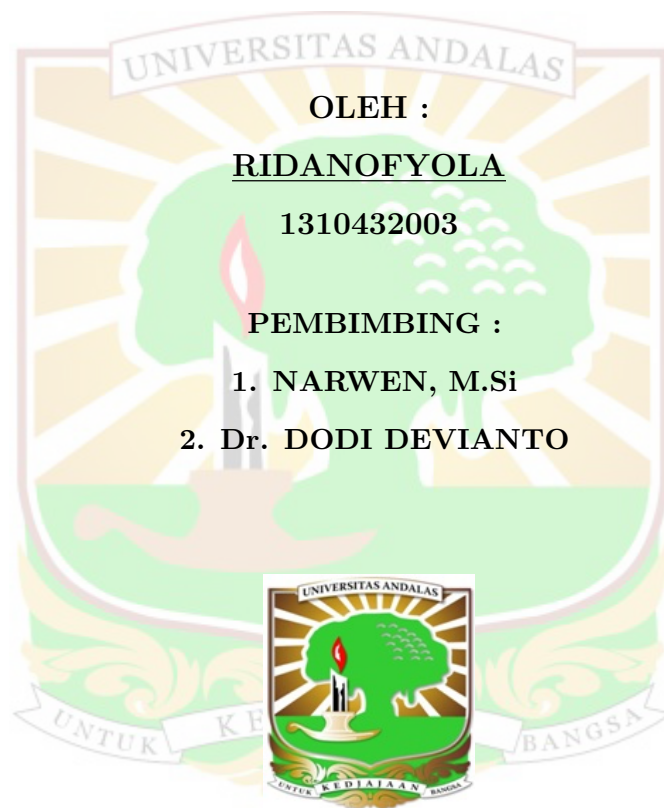 UNIVERSITAS ANDALAS
OLEH :
RIDANOFYOLA
1310432003
PEMBIMBING :
1. NARWEN, M.Si
2. Dr. DODI DEVIANTO
UNIVERSITAS ANDALAS
UNTUK KEDJAJAAN BANGSA
UNTUK KE BANGSA